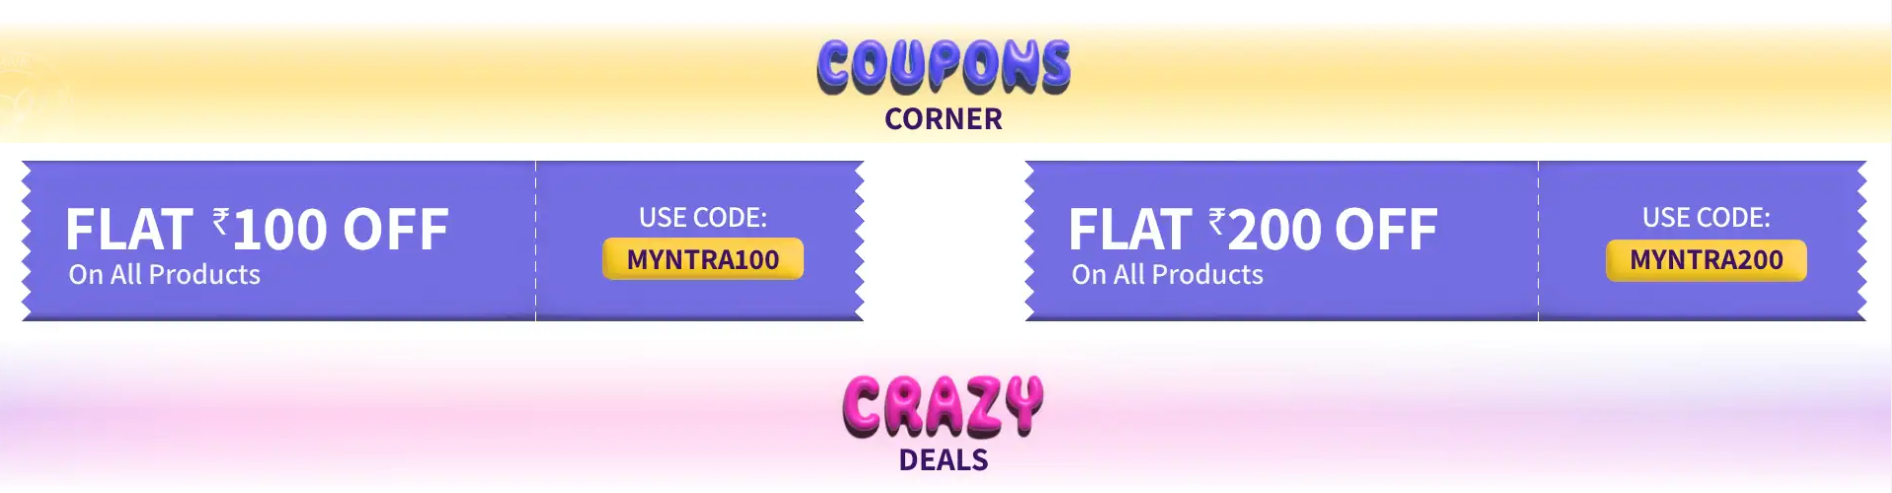 COUPONS
CORNER
FLAT ₹100 OFF
On All Products
USE CODE:
MYNTRA100
FLAT ₹200 OFF
On All Products
USE CODE:
MYNTRA200
CRAZY
DEALS